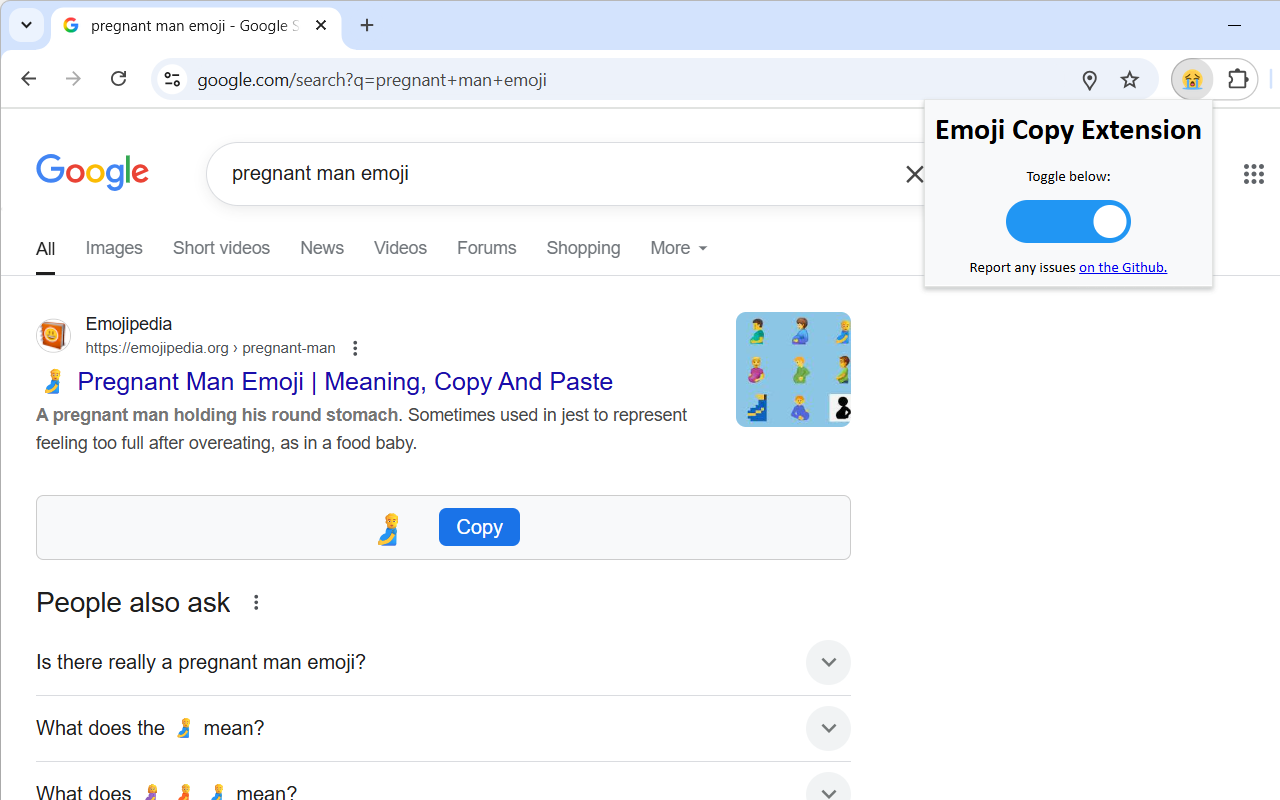 pregnant man emoji - Google S
google.com/search?q=pregnant+man+emoji
Emoji Copy Extension
Toggle below:
Report any issues on the Github.
Google
pregnant man emoji
All Images Short videos News Videos Forums Shopping More
Emojipedia
https://emojipedia.org › pregnant-man
🫃 Pregnant Man Emoji | Meaning, Copy And Paste
A pregnant man holding his round stomach. Sometimes used in jest to represent
feeling too full after overeating, as in a food baby.
🫃 Copy
People also ask
Is there really a pregnant man emoji?
What does the 🫃 mean?
What does 🤰 🫄 🫃 mean?